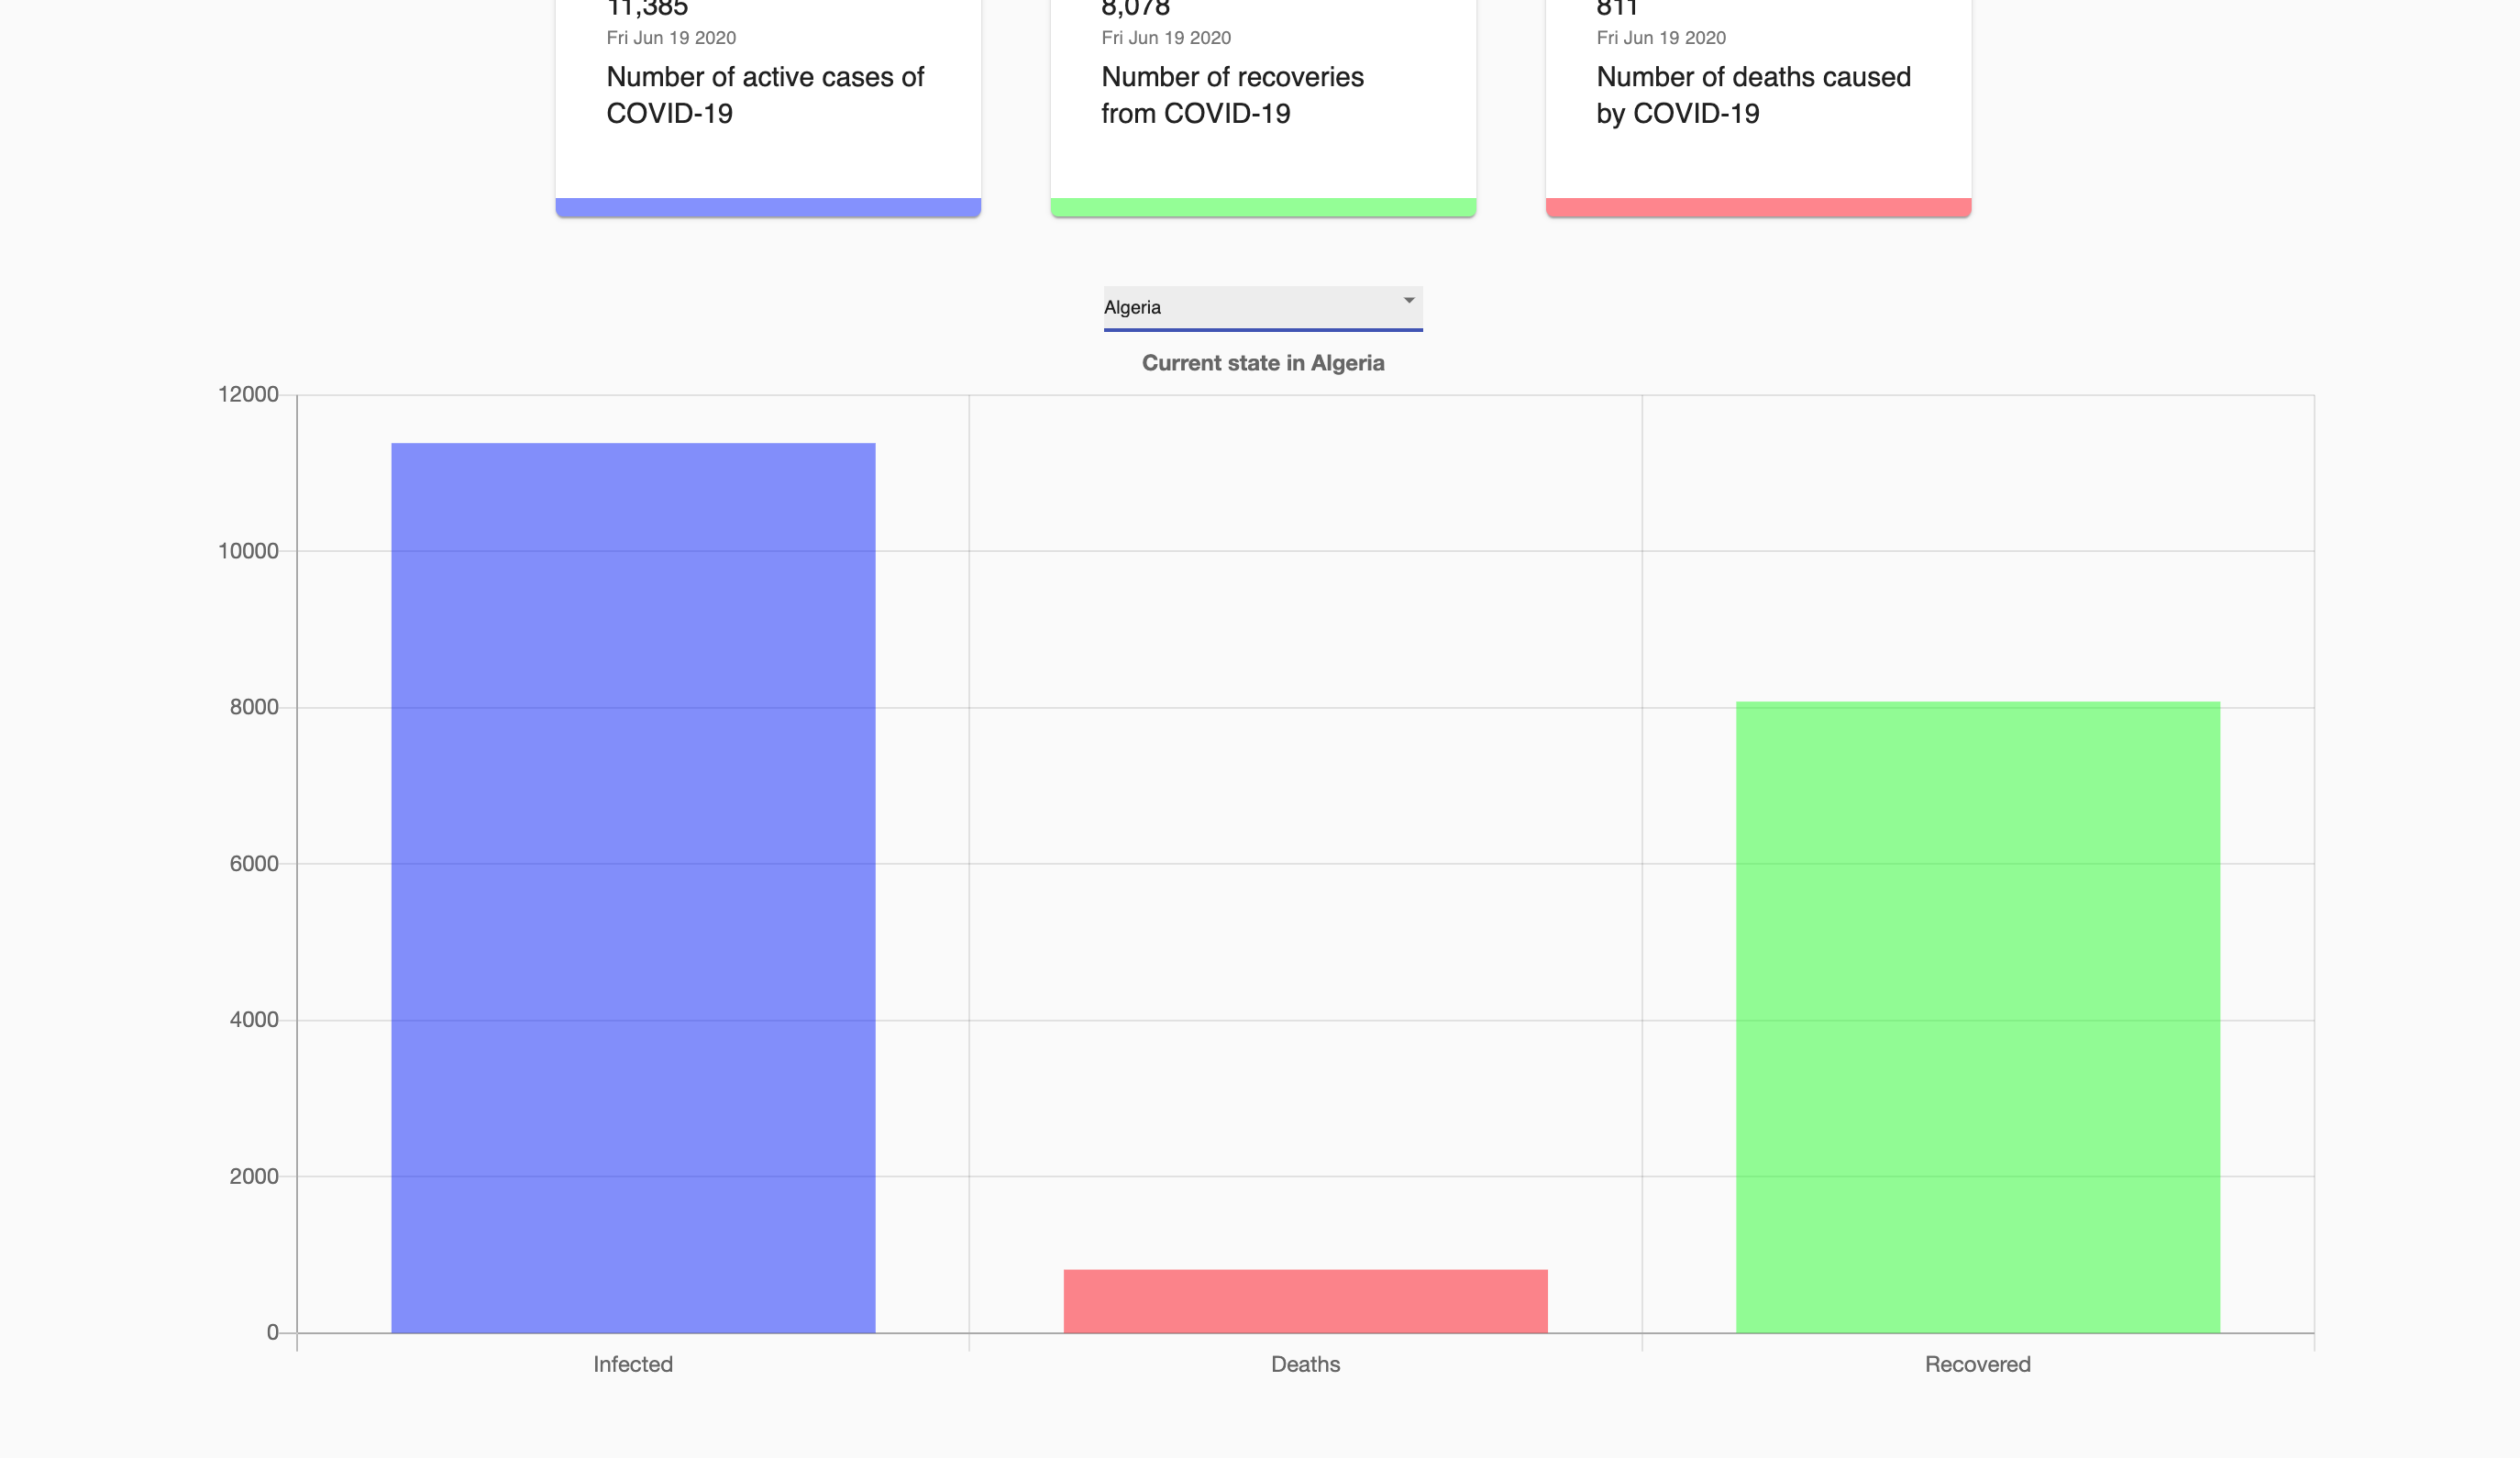 11,385
Fri Jun 19 2020
Number of active cases of
COVID-19
8,078
Fri Jun 19 2020
Number of recoveries
from COVID-19
811
Fri Jun 19 2020
Number of deaths caused
by COVID-19
Algeria
Current state in Algeria
12000
10000
8000
6000
4000
2000
0
Infected
Deaths
Recovered